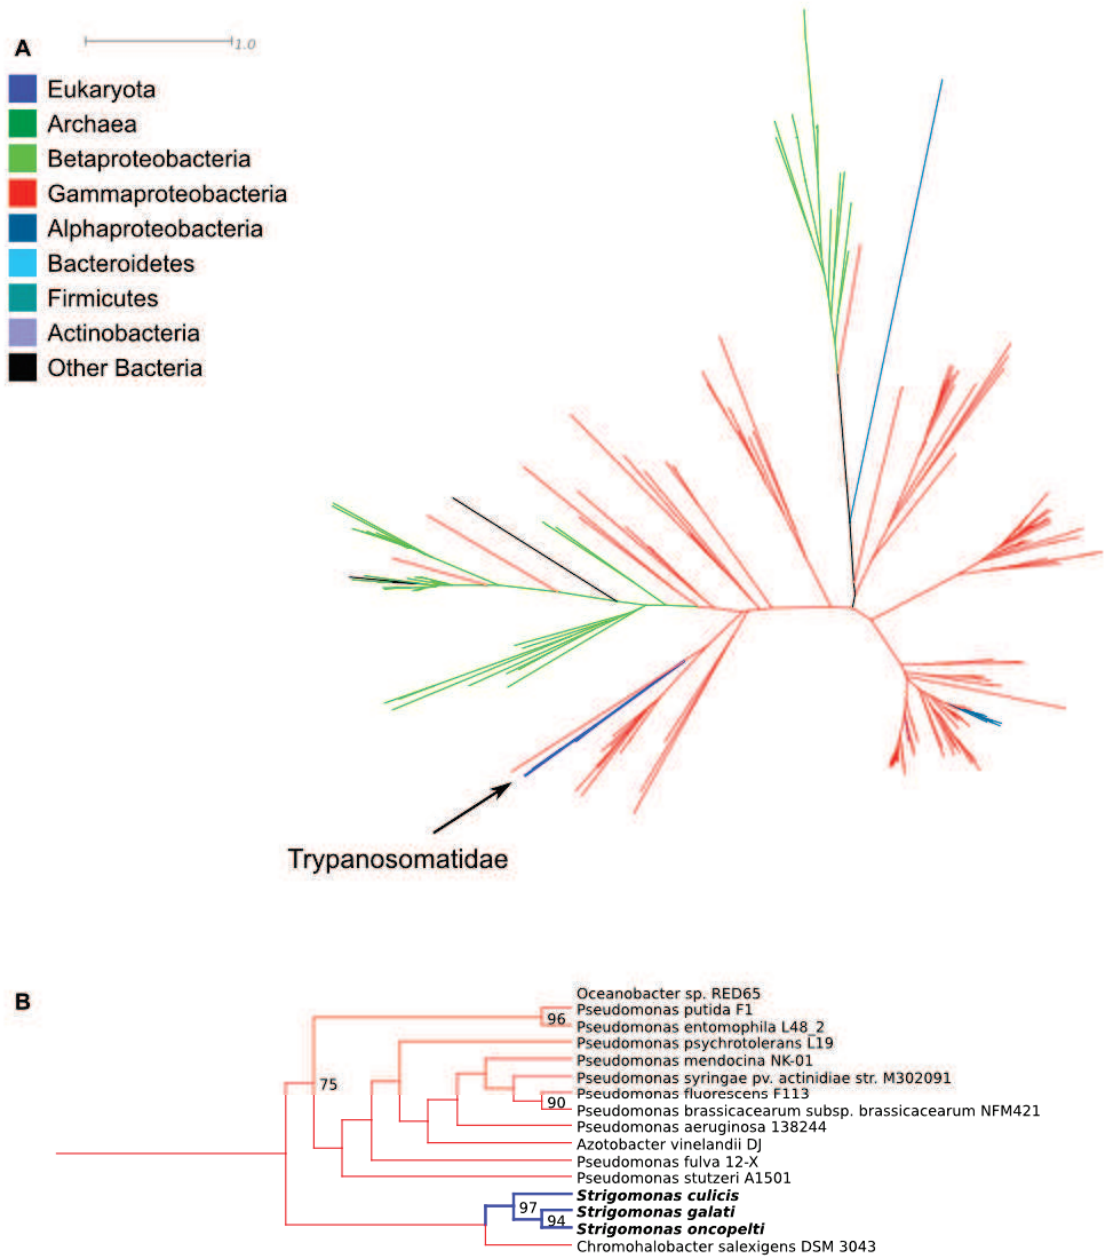 A
1.0
Eukaryota
Archaea
Betaproteobacteria
Gammaproteobacteria
Alphaproteobacteria
Bacteroidetes
Firmicutes
Actinobacteria
Other Bacteria
Trypanosomatidae
B
Oceanobacter sp. RED65
Pseudomonas putida F1
96
Pseudomonas entomophila L48_2
Pseudomonas psychrotolerans L19
Pseudomonas mendocina NK-01
75
Pseudomonas syringae pv. actinidiae str. M302091
Pseudomonas fluorescens F113
90
Pseudomonas brassicacearum subsp. brassicacearum NFM421
Pseudomonas aeruginosa 138244
Azotobacter vinelandii DJ
Pseudomonas fulva 12-X
Pseudomonas stutzeri A1501
Strigomonas culicis
97
Strigomonas galati
94
Strigomonas oncopelti
Chromohalobacter salexigens DSM 3043